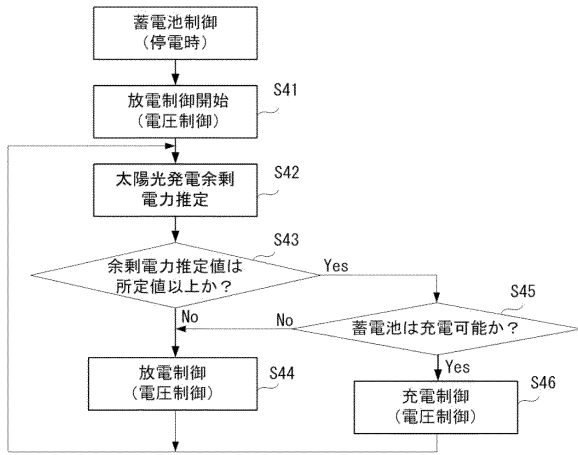 蓄電池制御
(停電時)
放電制御開始
(電圧制御)
S41
太陽光発電余剰
電力推定
S42
余剰電力推定値は
所定値以上か？
S43
Yes
No
蓄電池は充電可能か？
S45
No
Yes
放電制御
(電圧制御)
S44
充電制御
(電圧制御)
S46